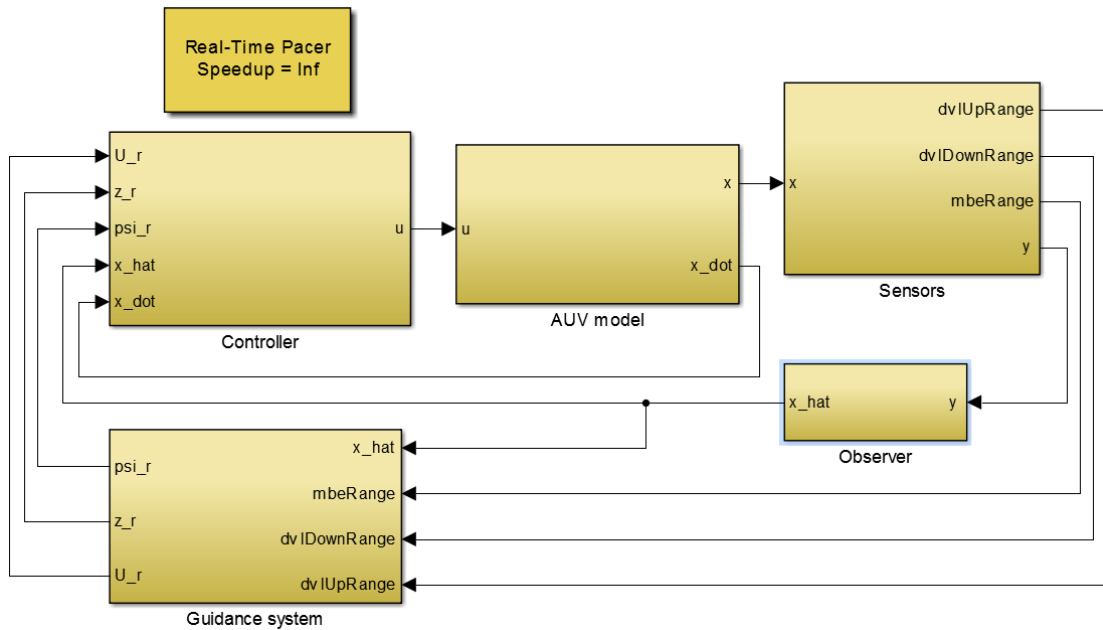 Real-Time Pacer
Speedup = Inf
U_r
z_r
psi_r
x_hat
x_dot
u
Controller
u
x
x_dot
AUV model
x
dvlUpRange
dvlDownRange
mbeRange
y
Sensors
x_hat
y
Observer
psi_r
z_r
U_r
x_hat
mbeRange
dvlDownRange
dvlUpRange
Guidance system